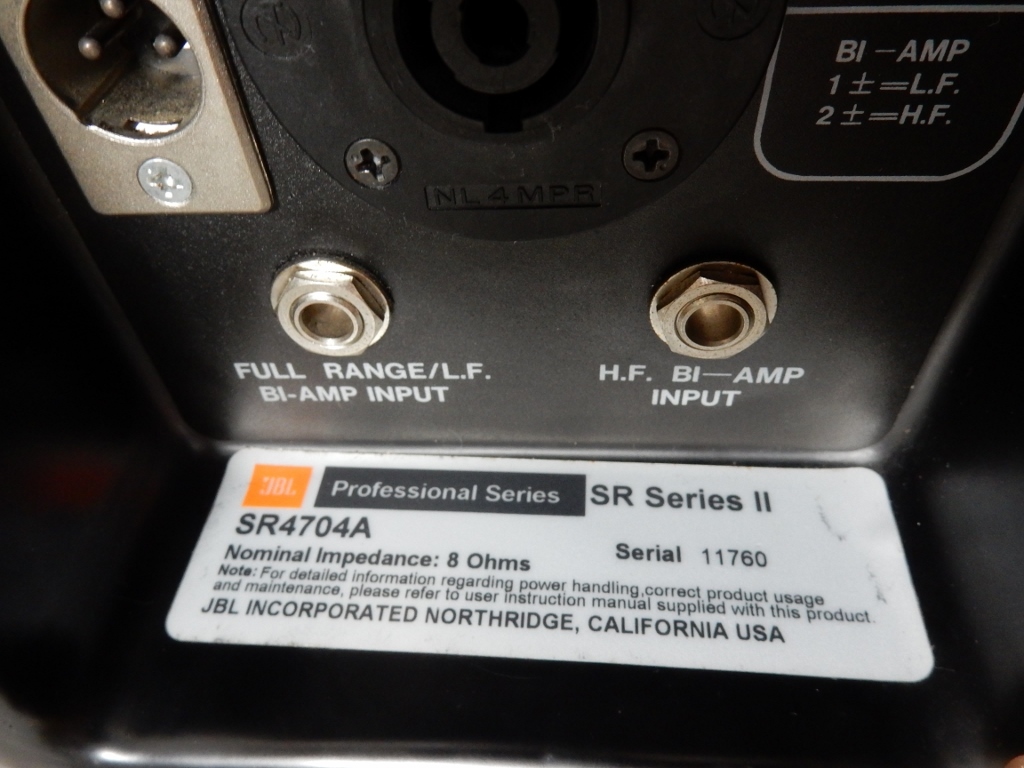 BI-AMP
1±=L.F.
2±=H.F.
NL4MPR
FULL RANGE/L.F.
BI-AMP INPUT
H.F. BI-AMP
INPUT
JBL Professional Series SR Series II
SR4704A
Nominal Impedance: 8 Ohms Serial 11760
Note: For detailed information regarding power handling,correct product usage
and maintenance, please refer to user instruction manual supplied with this product.
JBL INCORPORATED NORTHRIDGE, CALIFORNIA USA